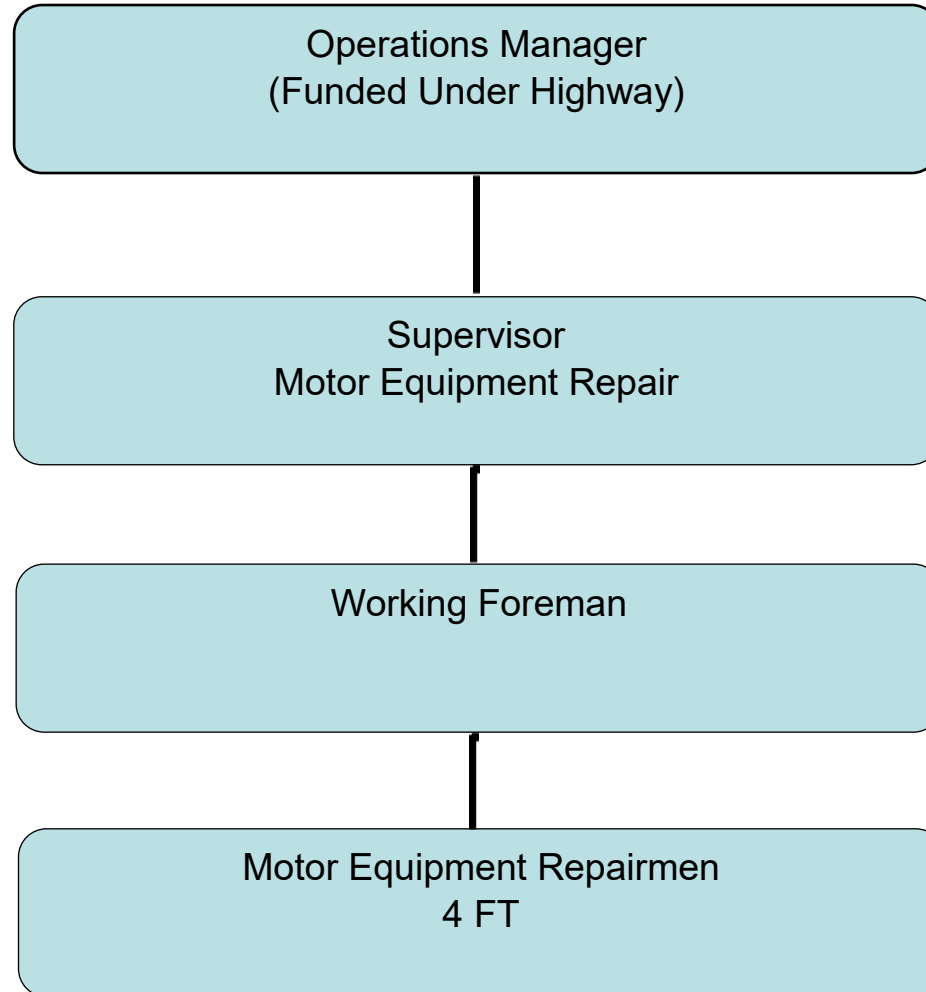 Operations Manager
(Funded Under Highway)
Supervisor
Motor Equipment Repair
Working Foreman
Motor Equipment Repairmen
4 FT